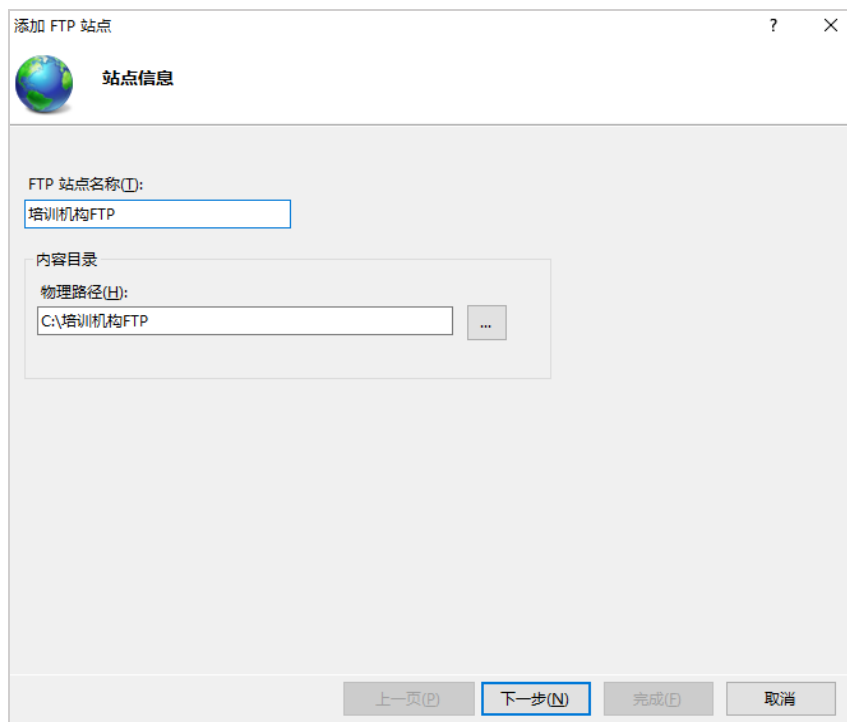 添加 FTP 站点
站点信息
FTP 站点名称(T):
培训机构FTP
内容目录
物理路径(H):
C:\培训机构FTP
...
上一页(P) 下一步(N) 完成(F) 取消